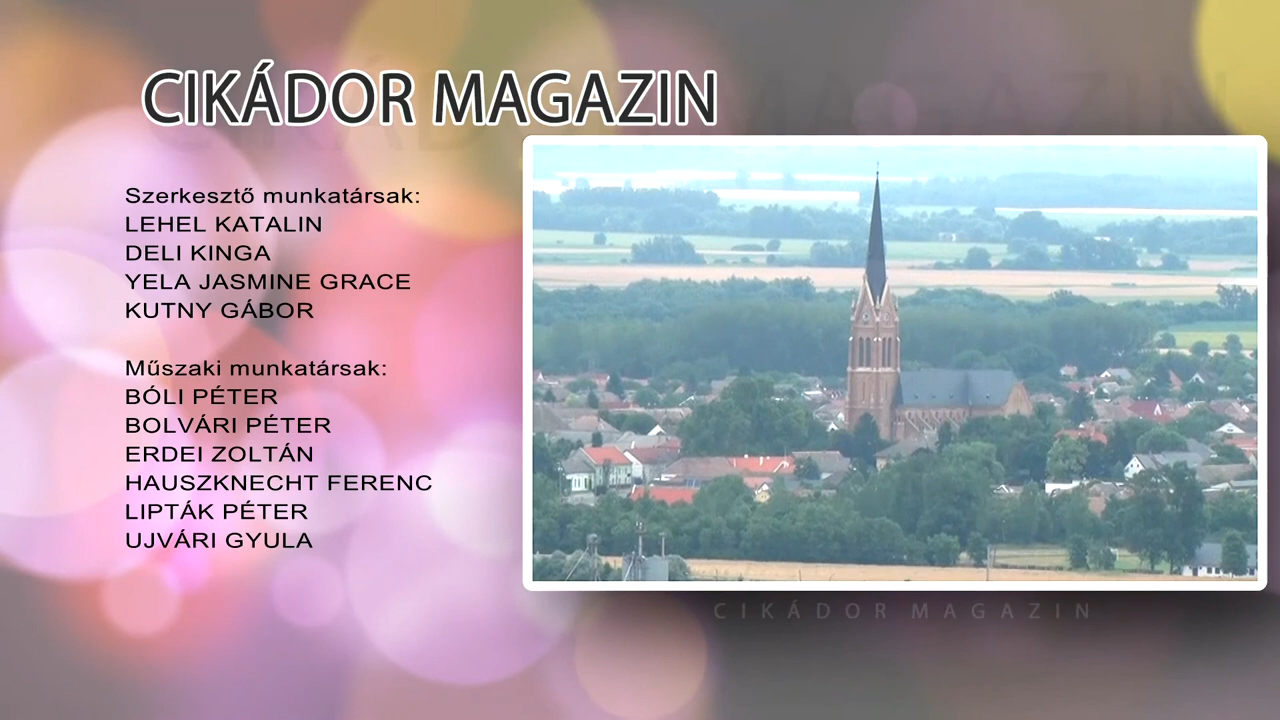 CIKÁDOR MAGAZIN
Szerkesztő munkatársak:
LEHEL KATALIN
DELI KINGA
YELA JASMINE GRACE
KUTNY GÁBOR
Műszaki munkatársak:
BÓLI PÉTER
BOLVÁRI PÉTER
ERDEI ZOLTÁN
HAUSZKNECHT FERENC
LIPTÁK PÉTER
UJVÁRI GYULA
CIKÁDOR MAGAZIN